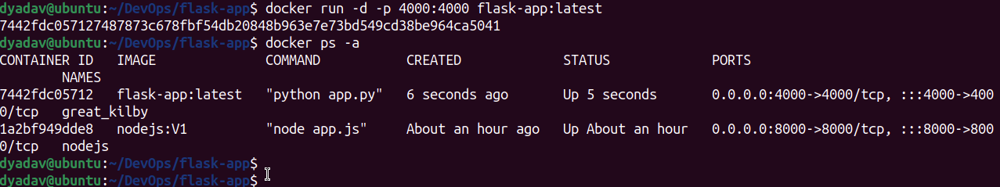 dyadav@ubuntu:~/DevOps/flask-app$ docker run -d -p 4000:4000 flask-app:latest
7442fdc057127487873c678fbf54db20848b963e7e73bd549cd38be964ca5041
dyadav@ubuntu:~/DevOps/flask-app$ docker ps -a
CONTAINER ID   IMAGE              COMMAND           CREATED             STATUS             PORTS
        NAMES
7442fdc05712   flask-app:latest   "python app.py"   6 seconds ago       Up 5 seconds       0.0.0.0:4000->4000/tcp, :::4000->400
0/tcp   great_kilby
1a2bf949dde8   nodejs:V1          "node app.js"     About an hour ago   Up About an hour   0.0.0.0:8000->8000/tcp, :::8000->800
0/tcp   nodejs
dyadav@ubuntu:~/DevOps/flask-app$
dyadav@ubuntu:~/DevOps/flask-app$